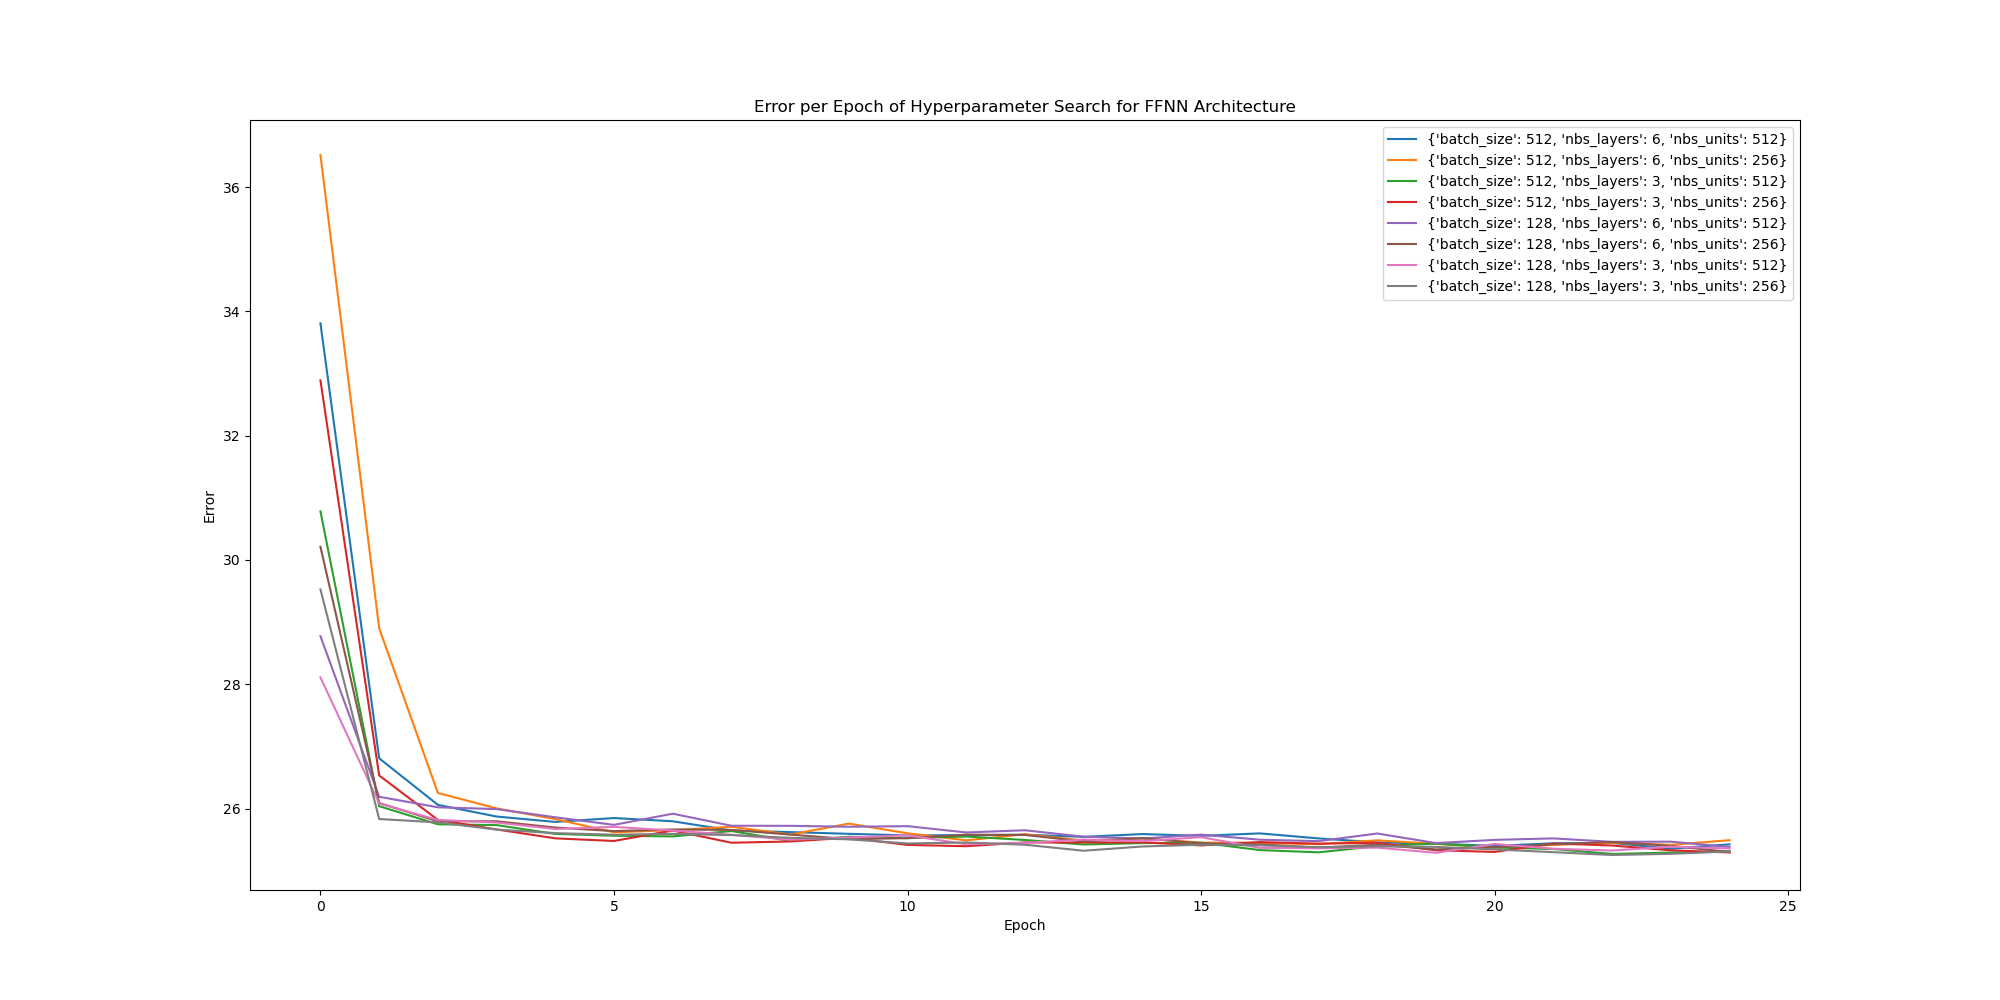 Error per Epoch of Hyperparameter Search for FFNN Architecture
{'batch_size': 512, 'nbs_layers': 6, 'nbs_units': 512}
{'batch_size': 512, 'nbs_layers': 6, 'nbs_units': 256}
{'batch_size': 512, 'nbs_layers': 3, 'nbs_units': 512}
{'batch_size': 512, 'nbs_layers': 3, 'nbs_units': 256}
{'batch_size': 128, 'nbs_layers': 6, 'nbs_units': 512}
{'batch_size': 128, 'nbs_layers': 6, 'nbs_units': 256}
{'batch_size': 128, 'nbs_layers': 3, 'nbs_units': 512}
{'batch_size': 128, 'nbs_layers': 3, 'nbs_units': 256}
Error
36
34
32
30
28
26
0 5 10 15 20 25
Epoch